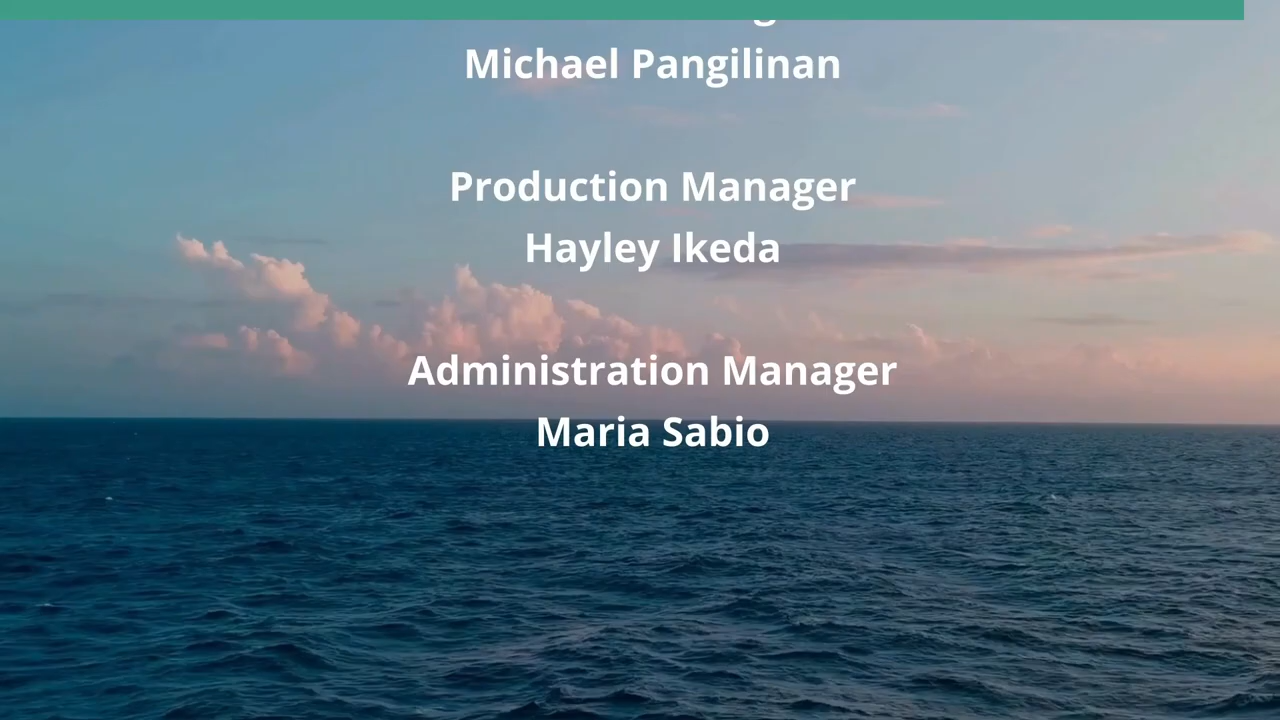 Michael Pangilinan
Production Manager
Hayley Ikeda
Administration Manager
Maria Sabio